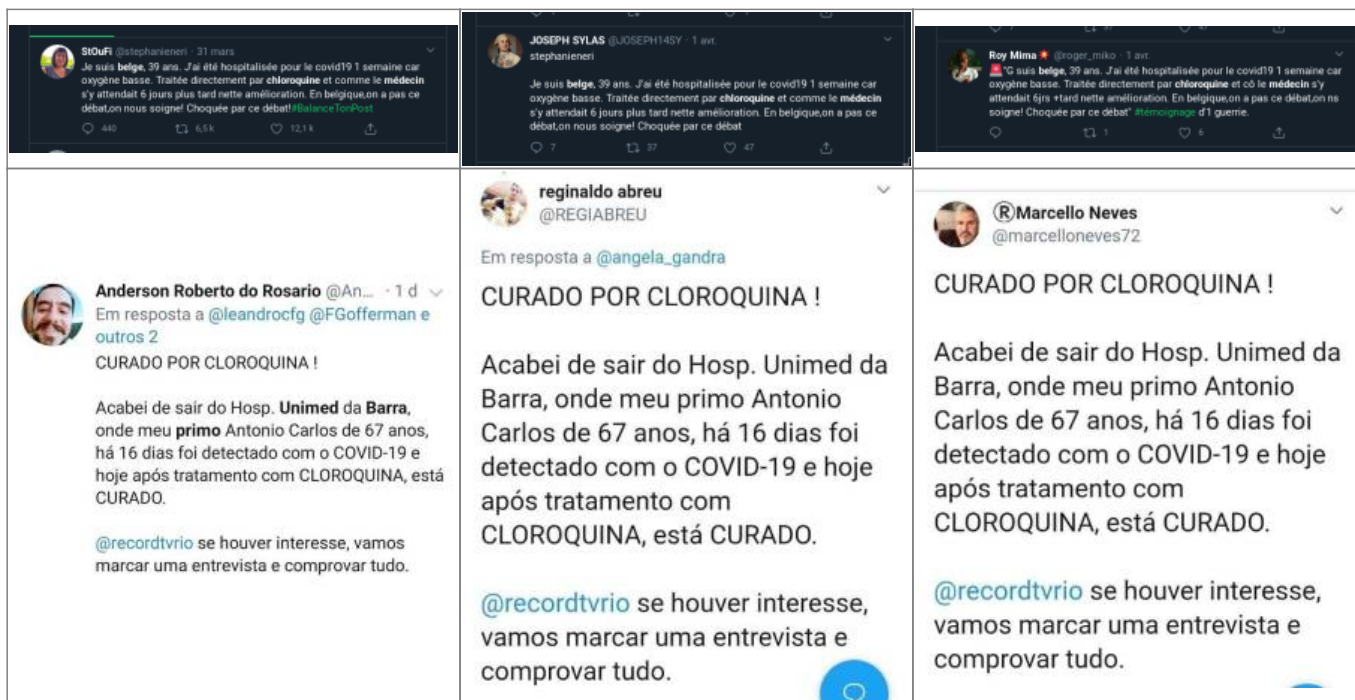 StOuFi @stephanieneri · 31 mars
Je suis belge, 39 ans. J'ai été hospitalisée pour le covid19 1 semaine car
oxygène basse. Traitée directement par chloroquine et comme le médecin
s'y attendait 6 jours plus tard nette amélioration. En belgique,on a pas ce
débat,on nous soigne! Choquée par ce débat!#BalanceTonPost
440 6,5 k 12,1 k
JOSEPH SYLAS @JOSEPH14SY · 1 avr.
stephanieneri
Je suis belge, 39 ans. J'ai été hospitalisée pour le covid19 1 semaine car
oxygène basse. Traitée directement par chloroquine et comme le médecin
s'y attendait 6 jours plus tard nette amélioration. En belgique,on a pas ce
débat,on nous soigne! Choquée par ce débat
7 37 47
Roy Mima @roger_miko · 1 avr.
"G suis belge, 39 ans. J'ai été hospitalisée pour le covid19 1 semaine car
oxygène basse. Traitée directement par chloroquine et cô le médecin s'y
attendait 6jrs +tard nette amélioration. En belgique,on a pas ce débat,on ns
soigne! Choquée par ce débat" #témoignage d'1 guerrie.
1 6
Anderson Roberto do Rosario @An... · 1 d
Em resposta a @leandrocfg @FGofferman e
outros 2
CURADO POR CLOROQUINA !
Acabei de sair do Hosp. Unimed da Barra,
onde meu primo Antonio Carlos de 67 anos,
há 16 dias foi detectado com o COVID-19 e
hoje após tratamento com CLOROQUINA, está
CURADO.
@recordtvrio se houver interesse, vamos
marcar uma entrevista e comprovar tudo.
reginaldo abreu
@REGIABREU
Em resposta a @angela_gandra
CURADO POR CLOROQUINA !
Acabei de sair do Hosp. Unimed da
Barra, onde meu primo Antonio
Carlos de 67 anos, há 16 dias foi
detectado com o COVID-19 e hoje
após tratamento com
CLOROQUINA, está CURADO.
@recordtvrio se houver interesse,
vamos marcar uma entrevista e
comprovar tudo.
®Marcello Neves
@marcelloneves72
CURADO POR CLOROQUINA !
Acabei de sair do Hosp. Unimed da
Barra, onde meu primo Antonio
Carlos de 67 anos, há 16 dias foi
detectado com o COVID-19 e hoje
após tratamento com
CLOROQUINA, está CURADO.
@recordtvrio se houver interesse,
vamos marcar uma entrevista e
comprovar tudo.